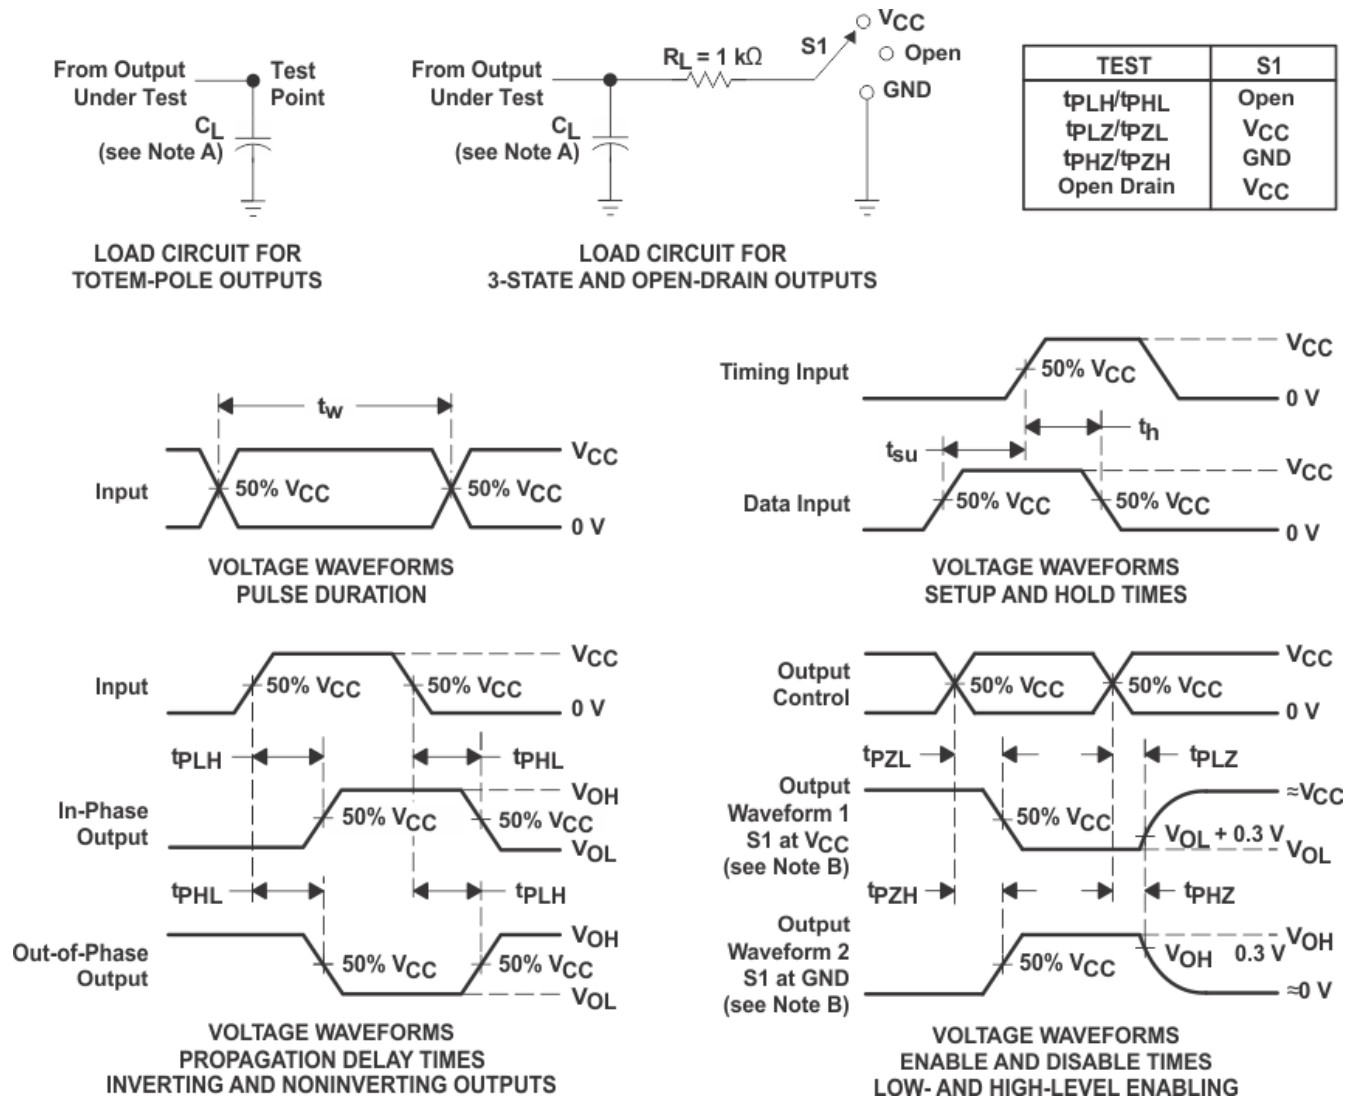 From Output
Under Test
Test
Point
CL
(see Note A)
LOAD CIRCUIT FOR
TOTEM-POLE OUTPUTS
From Output
Under Test
RL = 1 kΩ
S1
VCC
Open
GND
CL
(see Note A)
LOAD CIRCUIT FOR
3-STATE AND OPEN-DRAIN OUTPUTS
TEST S1
tPLH/tPHL Open
tPLZ/tPZL VCC
tPHZ/tPZH GND
Open Drain VCC
tw
Input
50% VCC
50% VCC
VCC
0 V
VOLTAGE WAVEFORMS
PULSE DURATION
Timing Input
50% VCC
VCC
0 V
th
tsu
Data Input
50% VCC
50% VCC
VCC
0 V
VOLTAGE WAVEFORMS
SETUP AND HOLD TIMES
Input
50% VCC
50% VCC
VCC
0 V
tPLH
tPHL
In-Phase
Output
50% VCC
50% VCC
VOH
VOL
tPHL
tPLH
Out-of-Phase
Output
50% VCC
50% VCC
VOH
VOL
VOLTAGE WAVEFORMS
PROPAGATION DELAY TIMES
INVERTING AND NONINVERTING OUTPUTS
Output
Control
50% VCC
50% VCC
VCC
0 V
tPZL
tPLZ
Output
Waveform 1
S1 at VCC
(see Note B)
50% VCC
VOL + 0.3 V
≈VCC
VOL
tPZH
tPHZ
Output
Waveform 2
S1 at GND
(see Note B)
50% VCC
VOH 0.3 V
VOH
≈0 V
VOLTAGE WAVEFORMS
ENABLE AND DISABLE TIMES
LOW- AND HIGH-LEVEL ENABLING